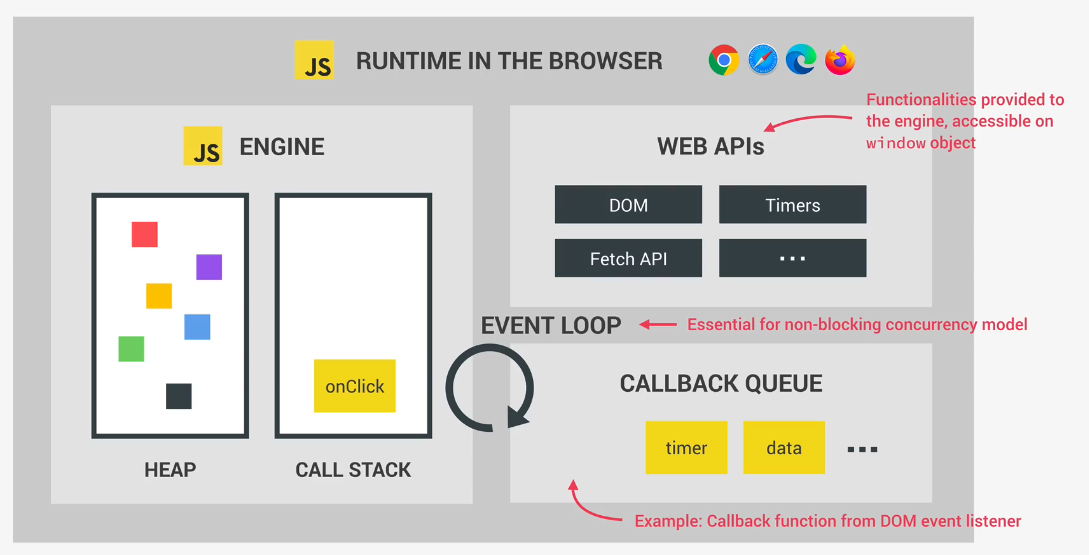 JS RUNTIME IN THE BROWSER
Functionalities provided to
the engine, accessible on
window object
JS ENGINE
WEB APIs
DOM
Timers
Fetch API
...
EVENT LOOP
Essential for non-blocking concurrency model
onClick
CALLBACK QUEUE
timer
data
...
HEAP
CALL STACK
Example: Callback function from DOM event listener